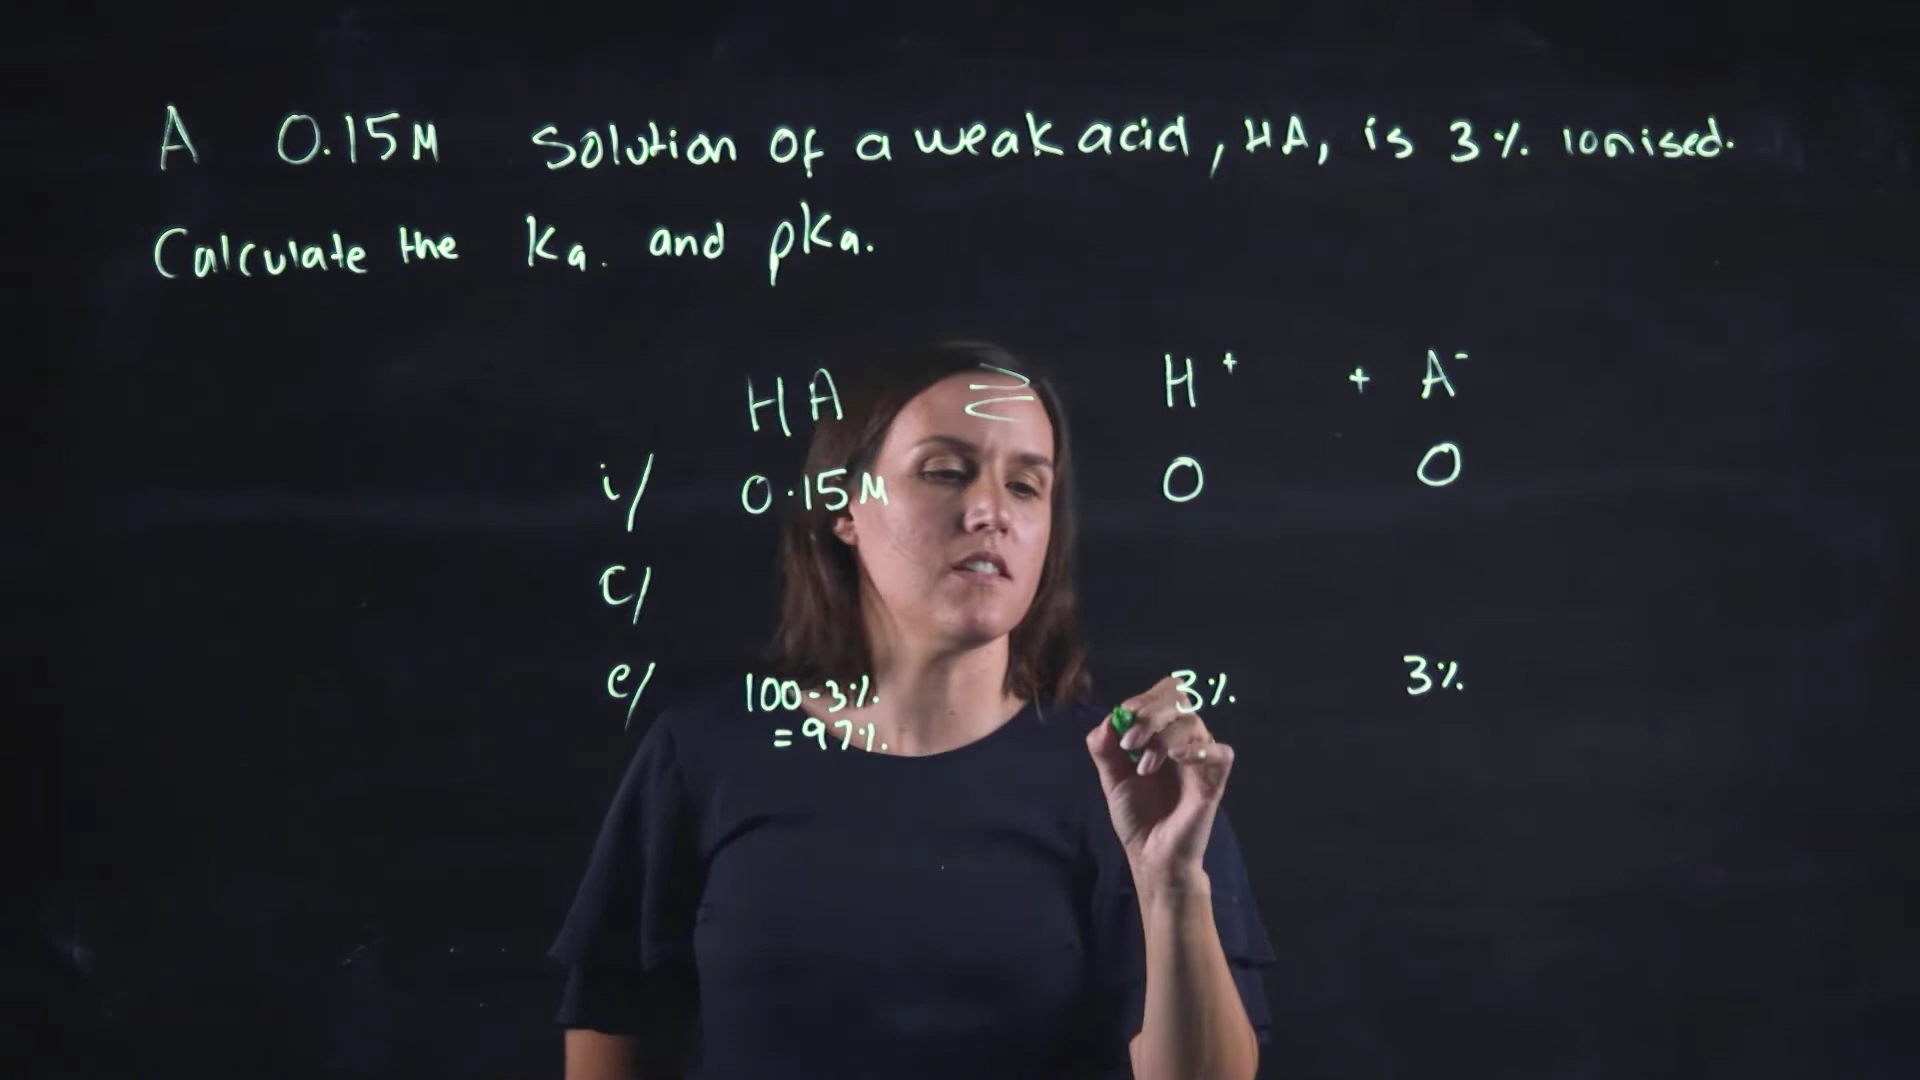 A 0.15M Solution of a weak acid, HA, is 3% ionised.
Calculate the Ka. and pKa.
HA ⇌ H⁺ + A⁻
i/ 0.15M 0 0
C/
e/ 100-3% 3% 3%
=97%